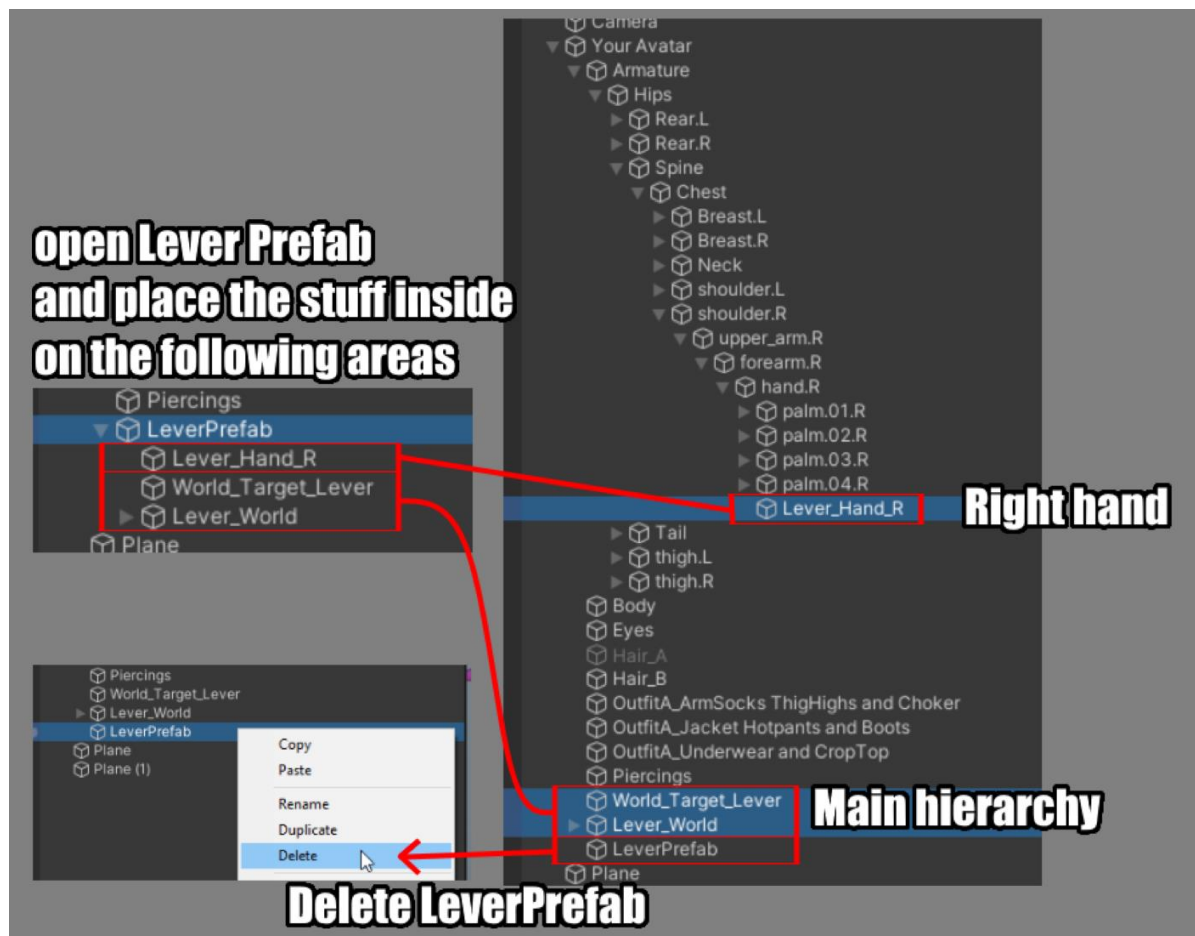 Camera
Your Avatar
Armature
Hips
Rear.L
Rear.R
Spine
Chest
Breast.L
Breast.R
Neck
shoulder.L
shoulder.R
upper_arm.R
forearm.R
hand.R
palm.01.R
palm.02.R
palm.03.R
palm.04.R
Lever_Hand_R
Right hand
Tail
thigh.L
thigh.R
Body
Eyes
Hair_A
Hair_B
OutfitA_ArmSocks ThigHighs and Choker
OutfitA_Jacket Hotpants and Boots
OutfitA_Underwear and CropTop
Piercings
World_Target_Lever
Lever_World
Main hierarchy
LeverPrefab
Plane
open Lever Prefab
and place the stuff inside
on the following areas
Piercings
LeverPrefab
Lever_Hand_R
World_Target_Lever
Lever_World
Plane
Piercings
World_Target_Lever
Lever_World
LeverPrefab
Plane
Plane (1)
Copy
Paste
Rename
Duplicate
Delete
Delete LeverPrefab